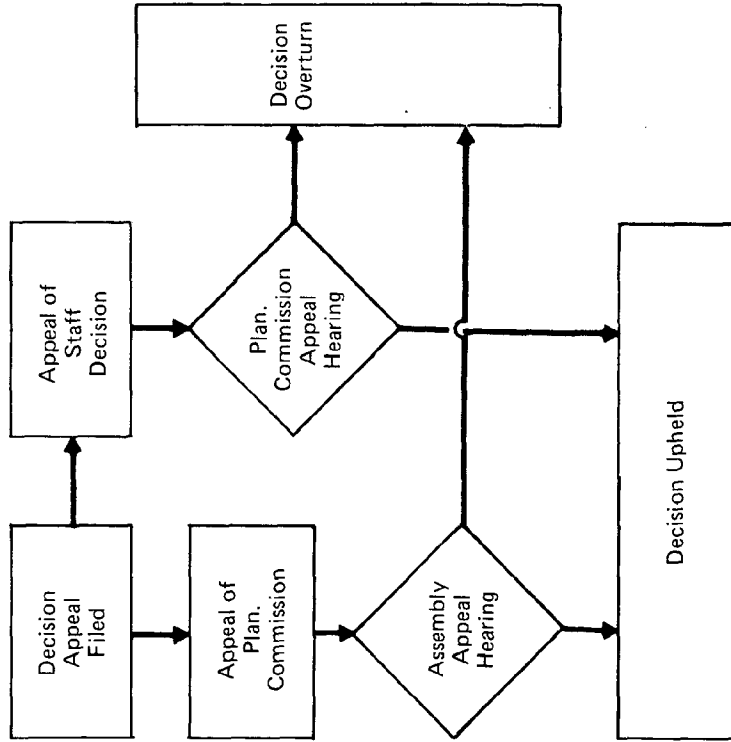 Decision
Appeal
Filed
Appeal of
Staff
Decision
Appeal of
Plan.
Commission
Plan.
Commission
Appeal
Hearing
Assembly
Appeal
Hearing
Decision
Overturn
Decision Upheld